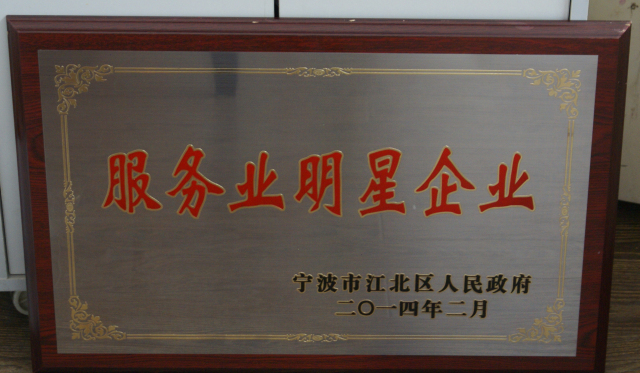 服务业明星企业
宁波市江北区人民政府
二〇一四年二月